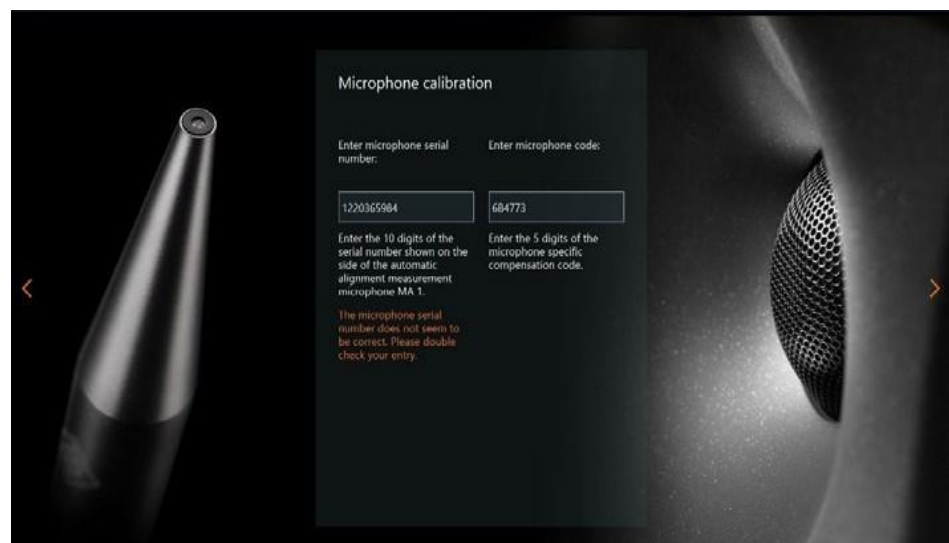 Microphone calibration
Enter microphone serial
number:
Enter microphone code:
1220365984
684773
Enter the 10 digits of the
serial number shown on the
side of the automatic
alignment measurement
microphone MA 1.
Enter the 5 digits of the
microphone specific
compensation code.
The microphone serial
number does not seem to
be correct. Please double
check your entry.